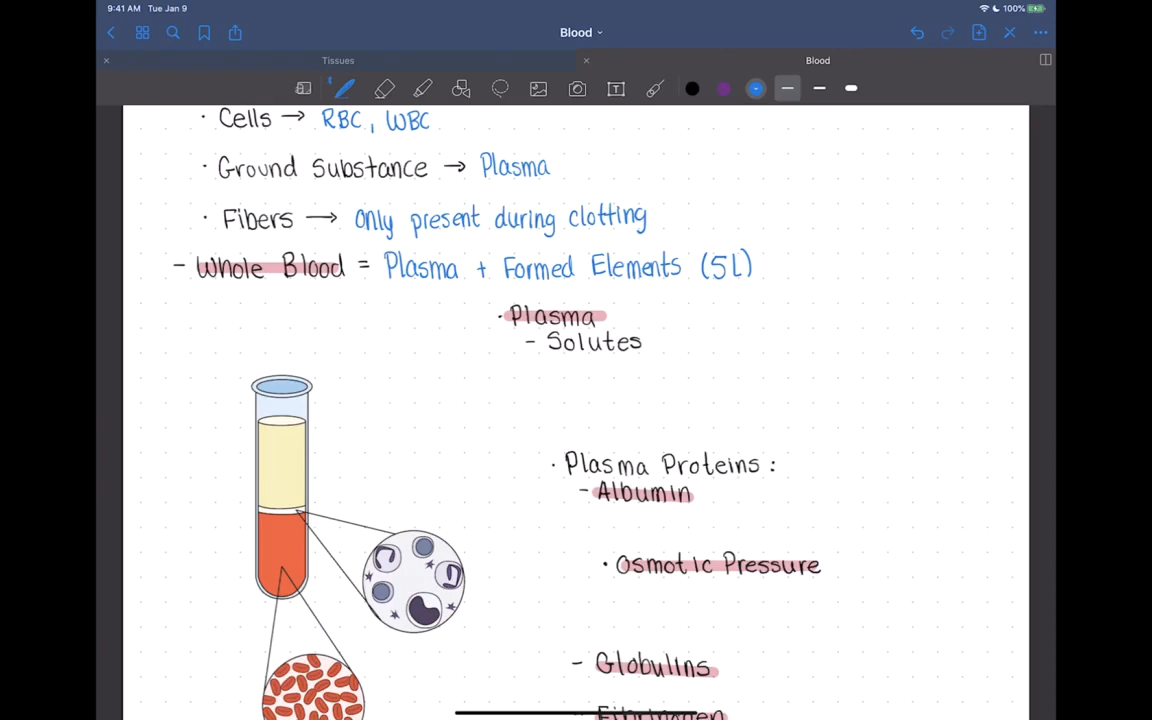 9:41 AM Tue Jan 9
100%
Blood
Tissues
Blood
T
· Cells → RBC, WBC
· Ground Substance → Plasma
· Fibers → Only present during clotting
- Whole Blood = Plasma + Formed Elements (5L)
· Plasma
- Solutes
· Plasma Proteins :
- Albumin
· Osmotic Pressure
- Globulins
Fibrinogen